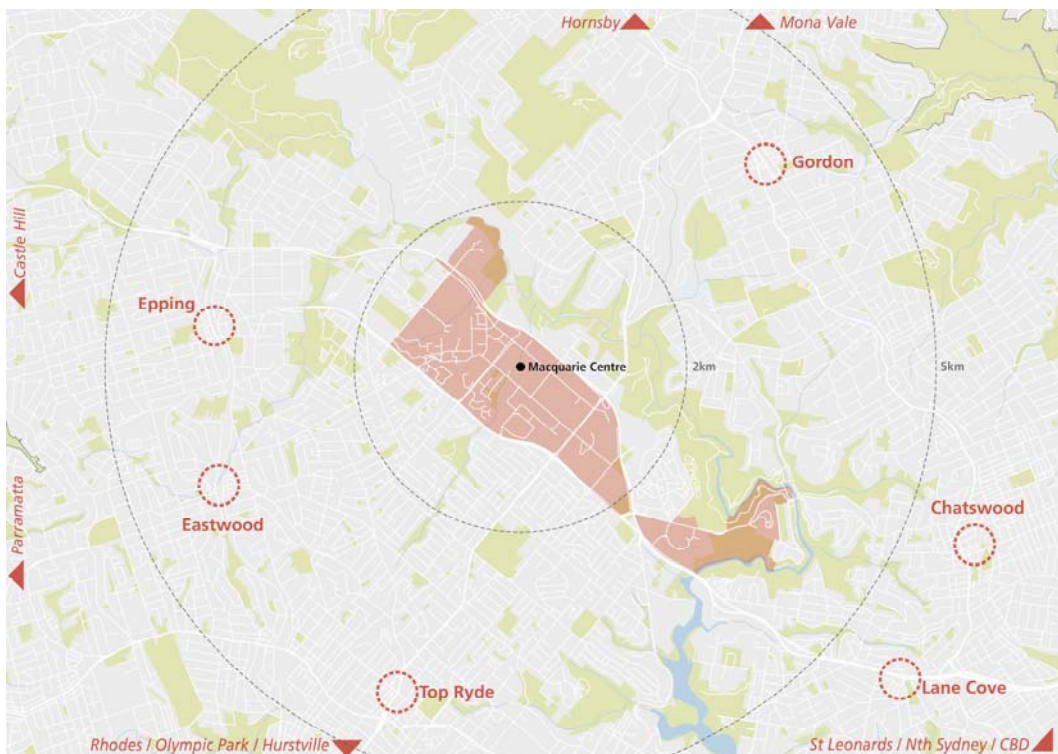 Hornsby
Mona Vale
Gordon
Castle Hill
Epping
Macquarie Centre
2km
5km
Eastwood
Chatswood
Parramatta
Top Ryde
Lane Cove
Rhodes / Olympic Park / Hurstville
St Leonards / Nth Sydney / CBD